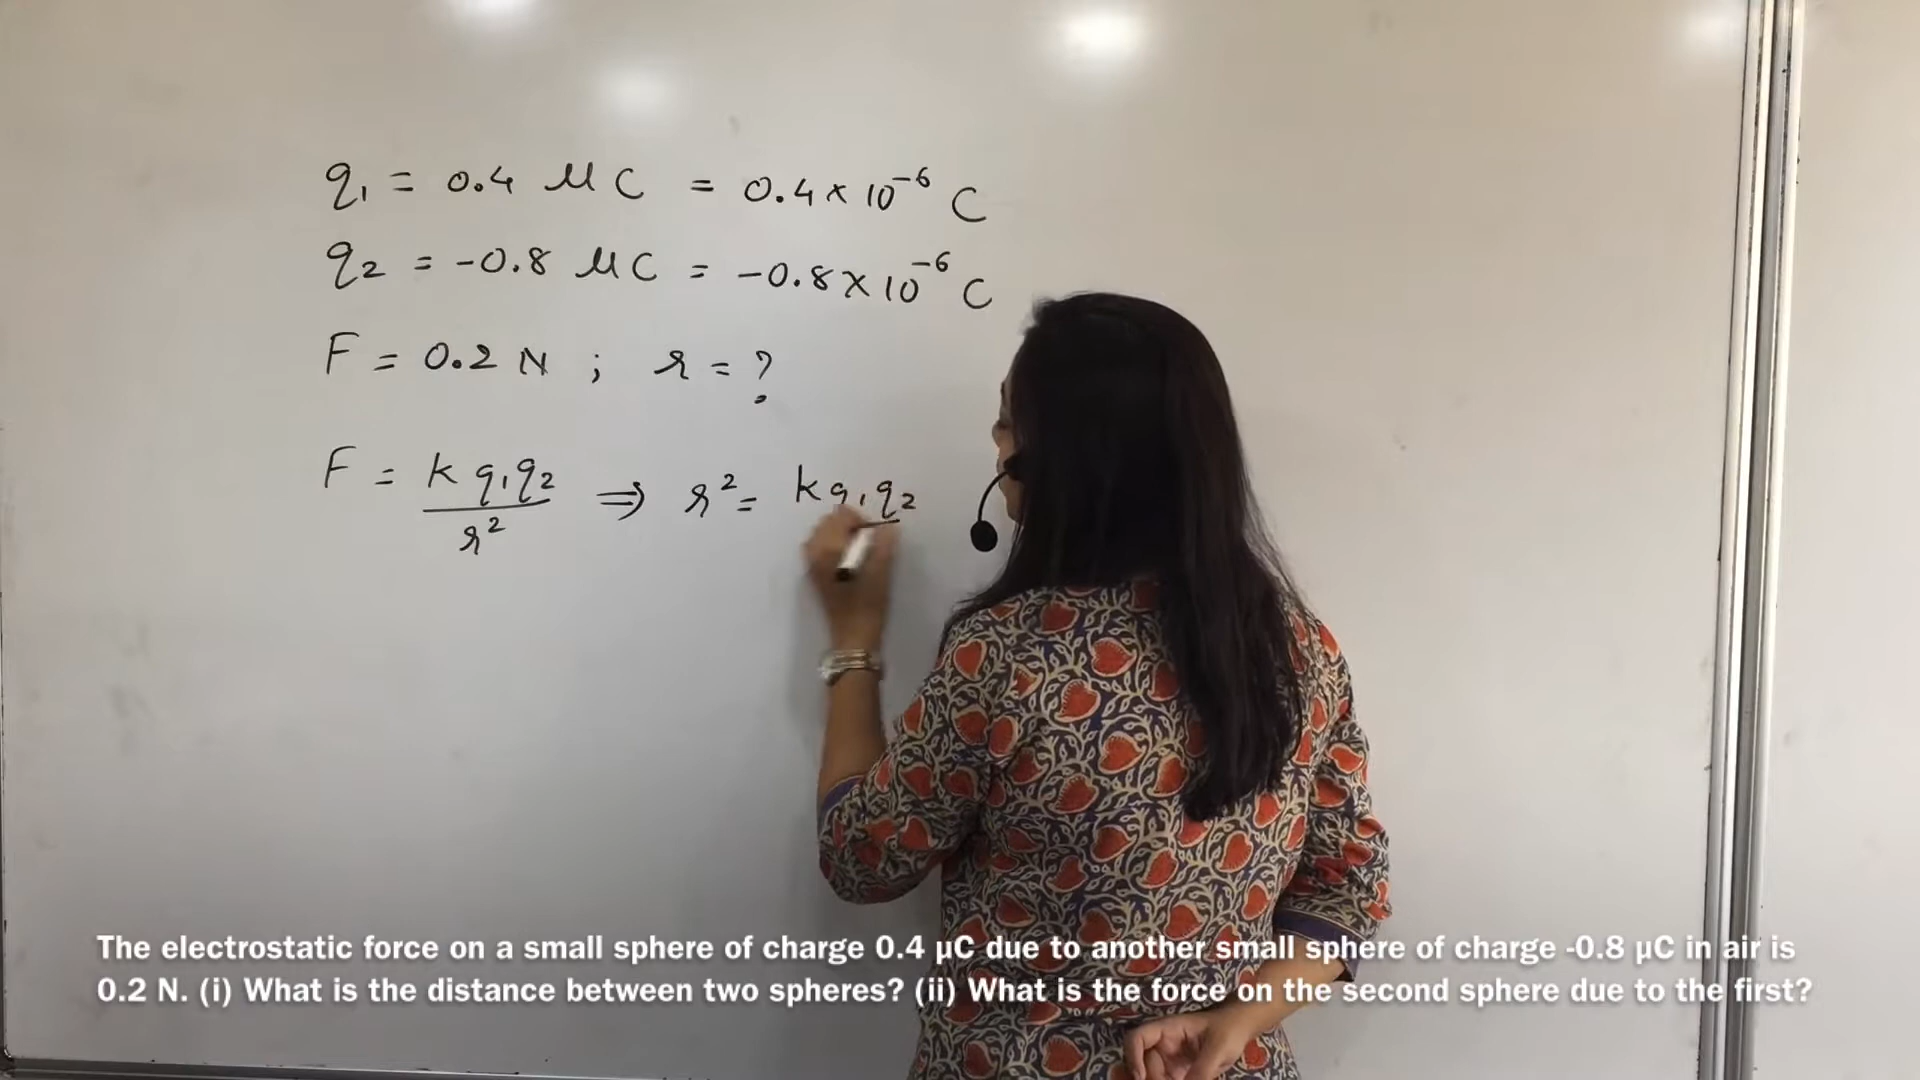 q₁ = 0.4 μC = 0.4 × 10⁻⁶ C
q₂ = -0.8 μC = -0.8 × 10⁻⁶ C
F = 0.2 N ; r = ?
F = k q₁q₂ / r² ⇒ r² = k q₁q₂
The electrostatic force on a small sphere of charge 0.4 μC due to another small sphere of charge -0.8 μC in air is
0.2 N. (i) What is the distance between two spheres? (ii) What is the force on the second sphere due to the first?